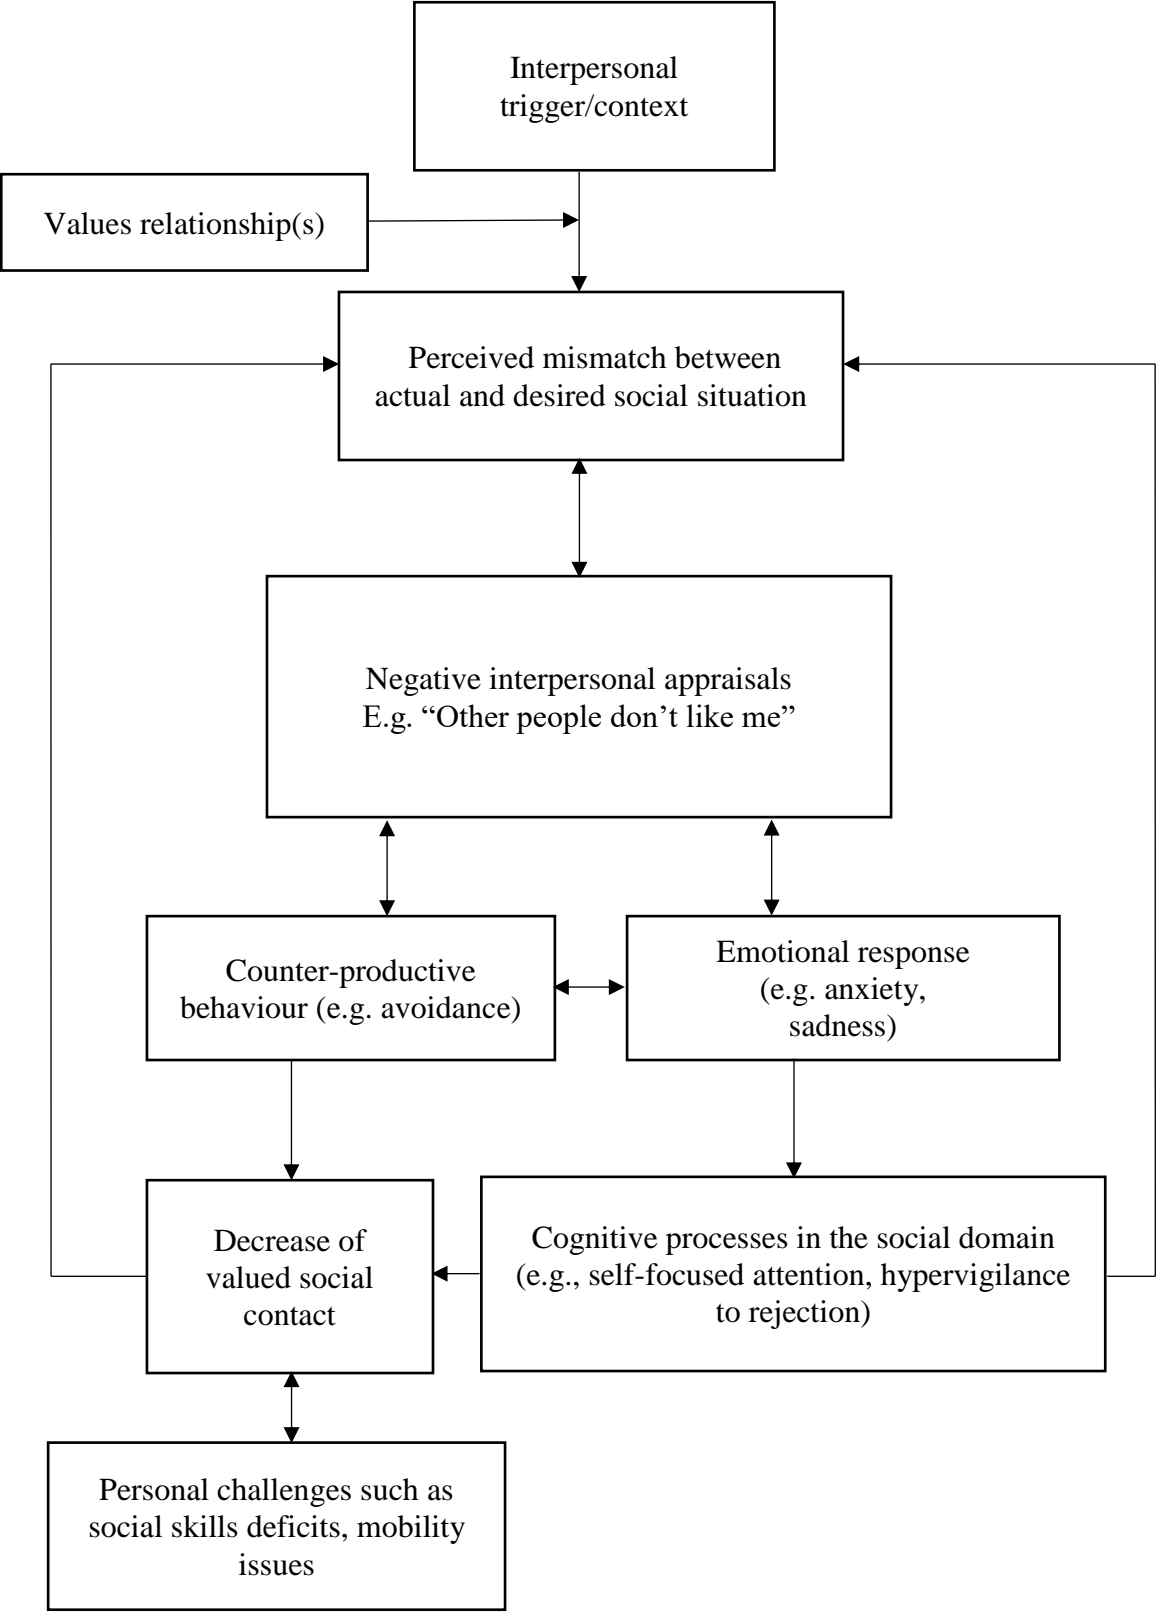 Interpersonal
trigger/context
Values relationship(s)
Perceived mismatch between
actual and desired social situation
Negative interpersonal appraisals
E.g. “Other people don’t like me”
Counter-productive
behaviour (e.g. avoidance)
Emotional response
(e.g. anxiety,
sadness)
Decrease of
valued social
contact
Cognitive processes in the social domain
(e.g., self-focused attention, hypervigilance
to rejection)
Personal challenges such as
social skills deficits, mobility
issues